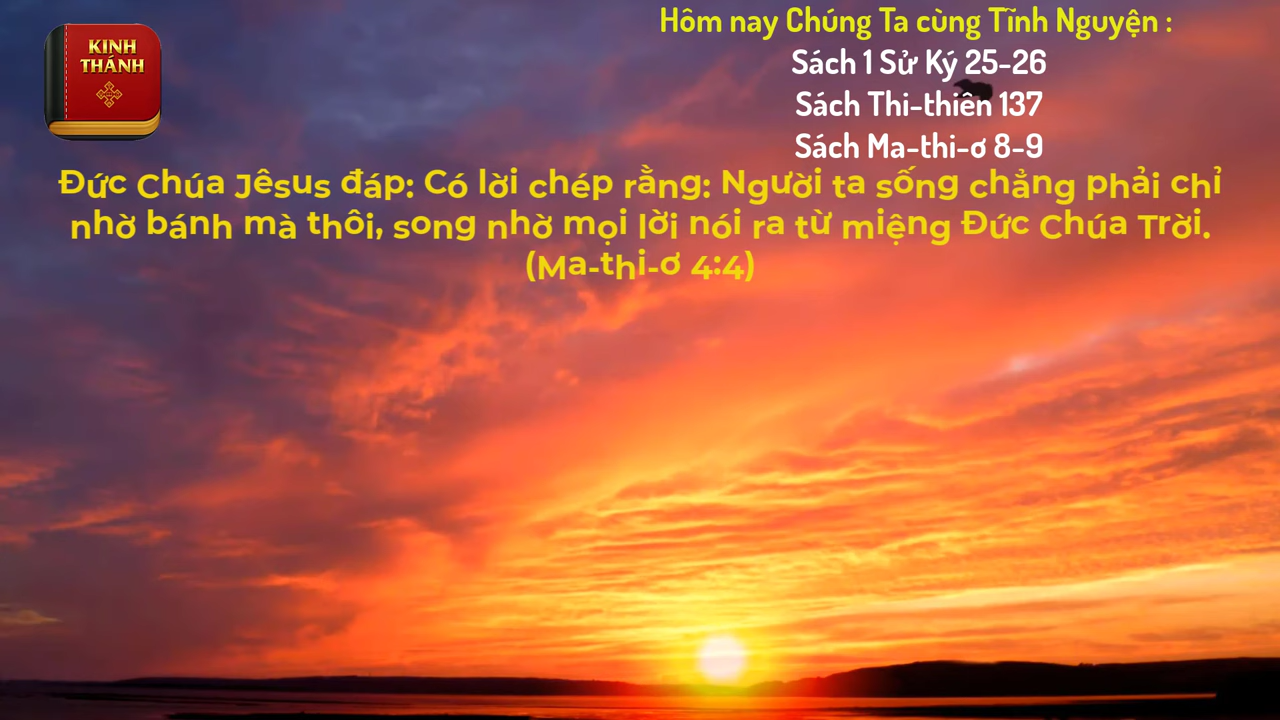 KINH
THÁNH
Hôm nay Chúng Ta cùng Tĩnh Nguyện :
Sách 1 Sử Ký 25-26
Sách Thi-thiên 137
Sách Ma-thi-ơ 8-9
Đức Chúa Jêsus đáp: Có lời chép rằng: Người ta sống chẳng phải chỉ
nhờ bánh mà thôi, song nhờ mọi lời nói ra từ miệng Đức Chúa Trời.
(Ma-thi-ơ 4:4)